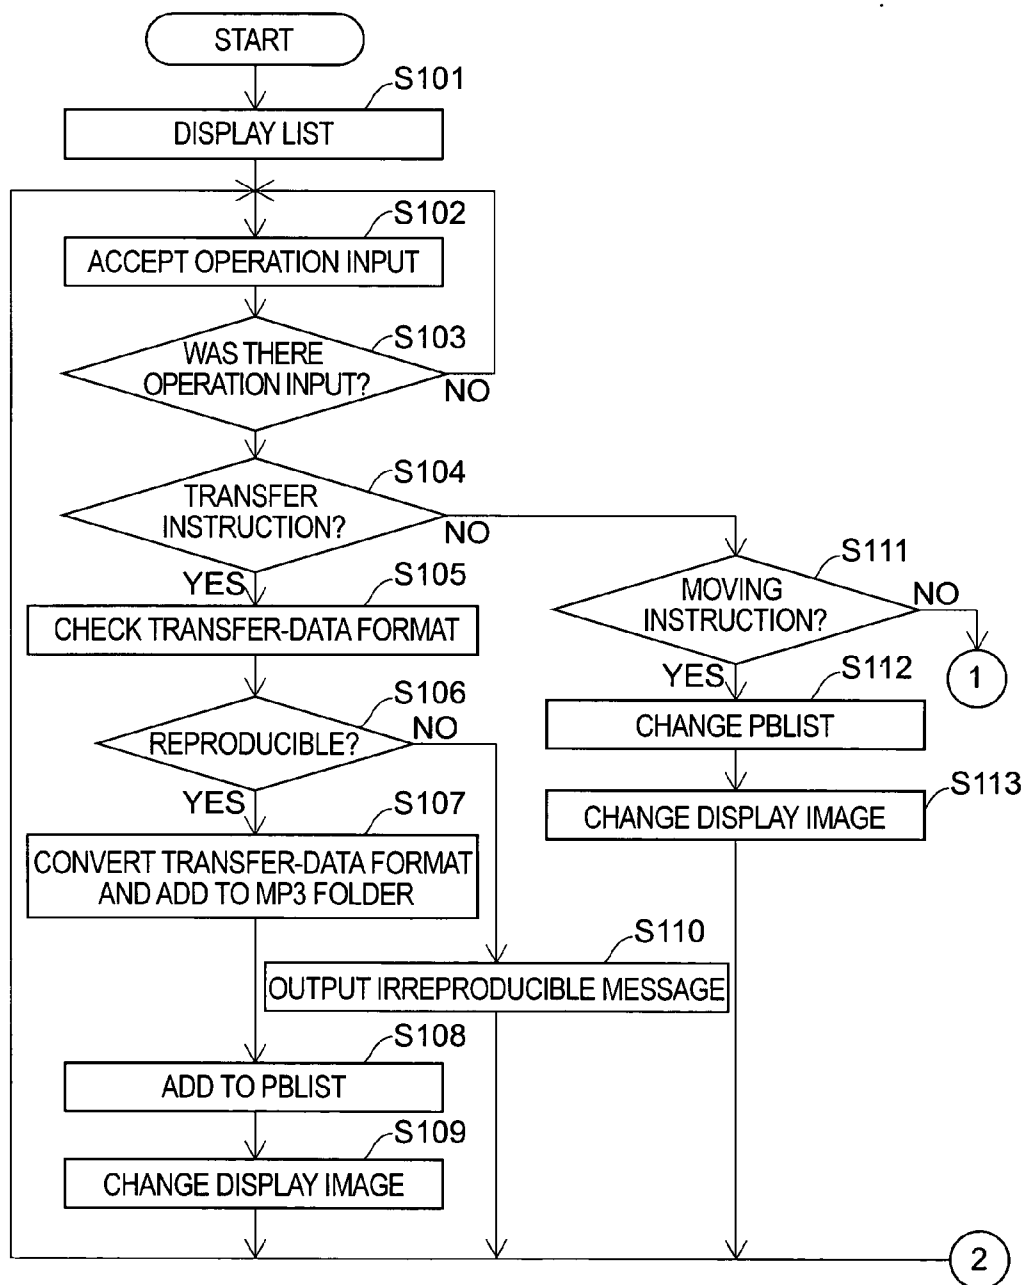 START
S101
DISPLAY LIST
S102
ACCEPT OPERATION INPUT
S103
WAS THERE
OPERATION INPUT?
NO
S104
TRANSFER
INSTRUCTION?
NO
YES
S105
CHECK TRANSFER-DATA FORMAT
S106
REPRODUCIBLE?
NO
YES
S107
CONVERT TRANSFER-DATA FORMAT
AND ADD TO MP3 FOLDER
S108
ADD TO PBLIST
S109
CHANGE DISPLAY IMAGE
S110
OUTPUT IRREPRODUCIBLE MESSAGE
S111
MOVING
INSTRUCTION?
NO
1
YES
S112
CHANGE PBLIST
S113
CHANGE DISPLAY IMAGE
2